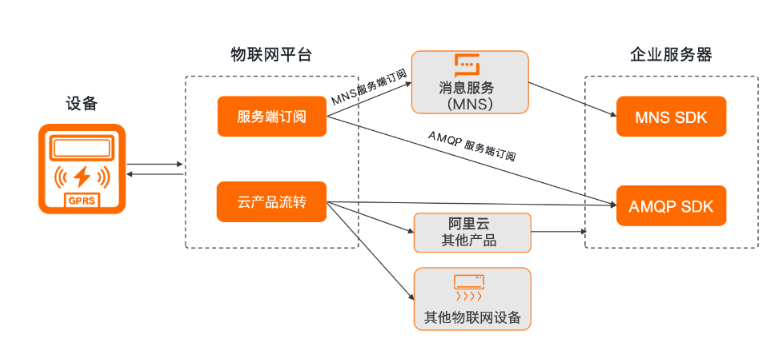 物联网平台
企业服务器
设备
服务端订阅
MNS服务端订阅
消息服务
（MNS）
MNS SDK
AMQP 服务端订阅
GPRS
云产品流转
AMQP SDK
阿里云
其他产品
其他物联网设备